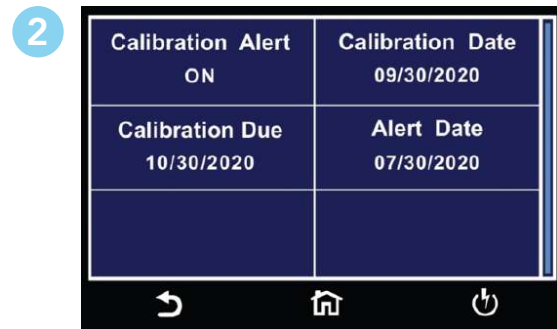 2
Calibration Alert
ON
Calibration Date
09/30/2020
Calibration Due
10/30/2020
Alert Date
07/30/2020